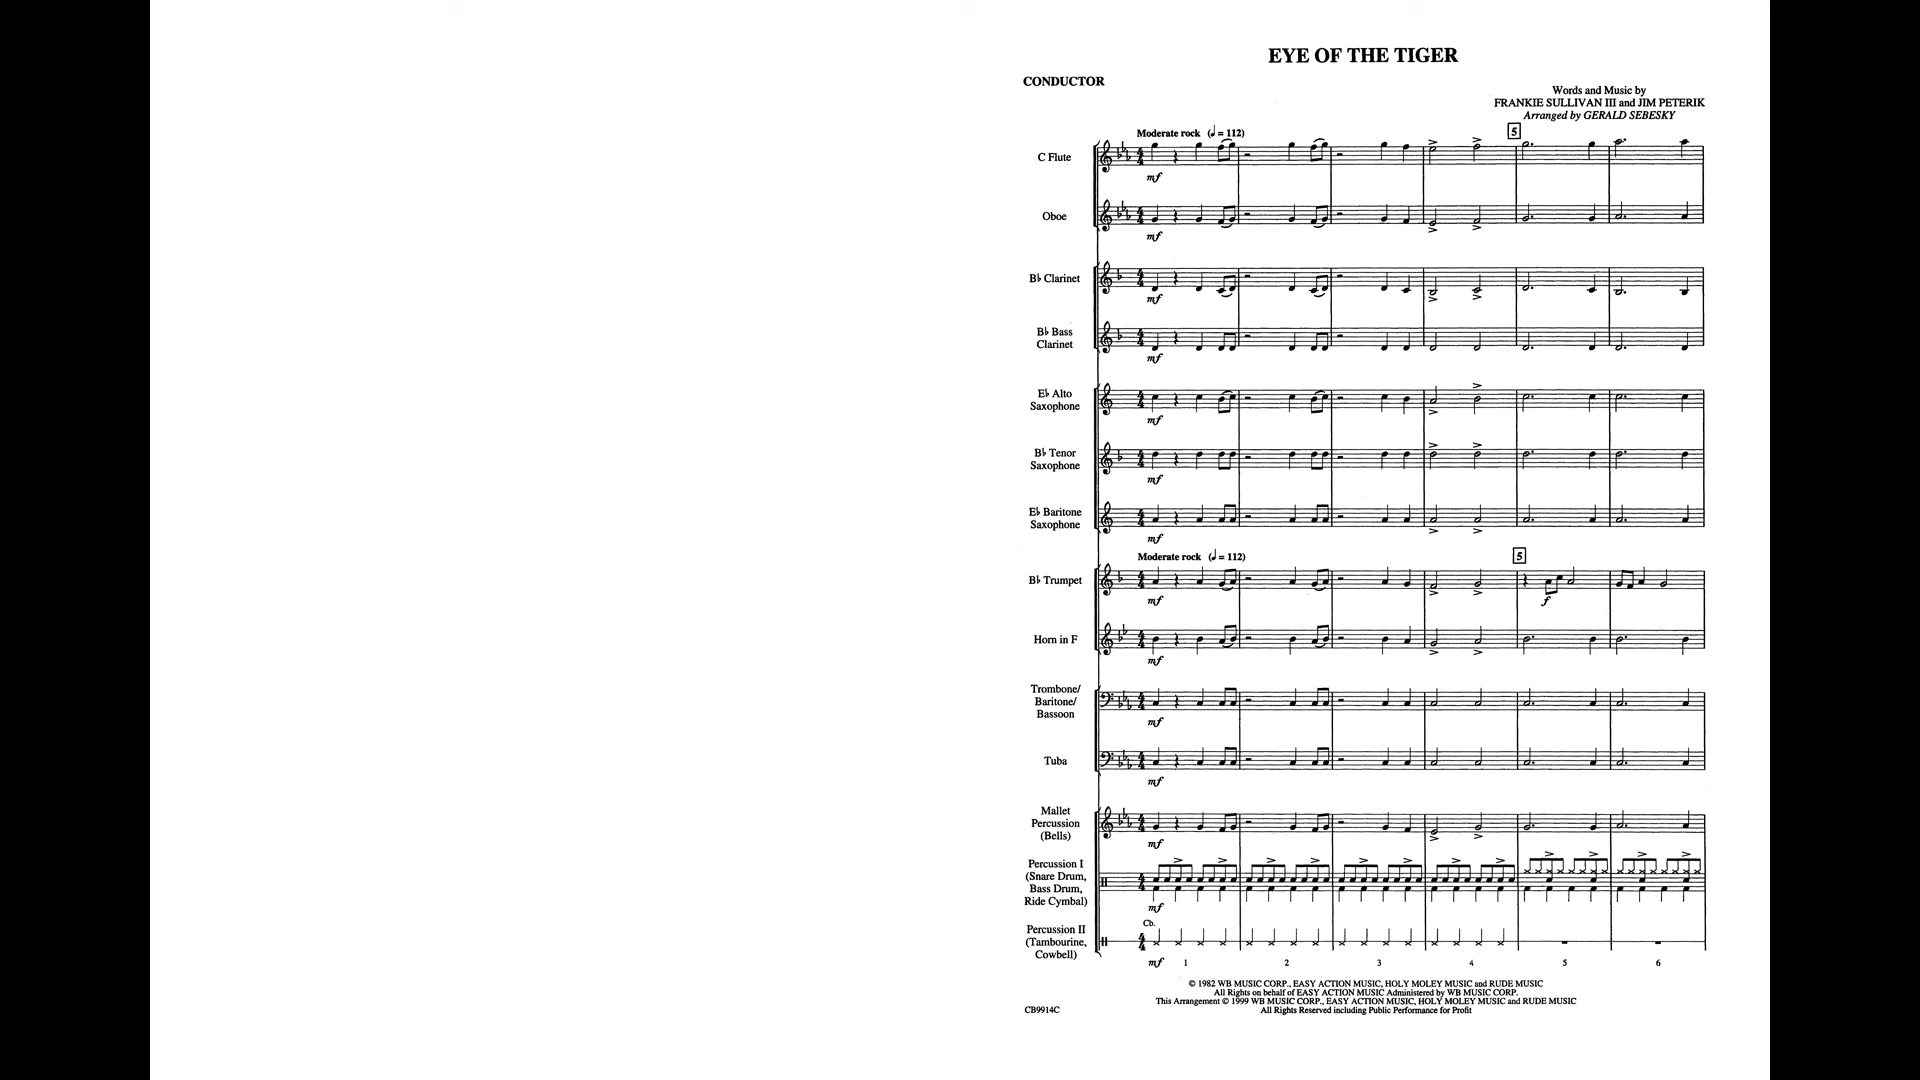 EYE OF THE TIGER
CONDUCTOR
Words and Music by
FRANKIE SULLIVAN III and JIM PETERIK
Arranged by GERALD SEBESKY
Moderate rock (♩ = 112)
5
C Flute
mf
Oboe
mf
B♭ Clarinet
mf
B♭ Bass
Clarinet
mf
E♭ Alto
Saxophone
mf
B♭ Tenor
Saxophone
mf
E♭ Baritone
Saxophone
mf
Moderate rock (♩ = 112)
5
B♭ Trumpet
mf
f
Horn in F
mf
Trombone/
Baritone/
Bassoon
mf
Tuba
mf
Mallet
Percussion
(Bells)
mf
Percussion I
(Snare Drum,
Bass Drum,
Ride Cymbal)
mf
Cb.
Percussion II
(Tambourine,
Cowbell)
mf
1 2 3 4 5 6
© 1982 WB MUSIC CORP., EASY ACTION MUSIC, HOLY MOLEY MUSIC and RUDE MUSIC
All Rights on behalf of EASY ACTION MUSIC Administered by WB MUSIC CORP.
This Arrangement © 1999 WB MUSIC CORP., EASY ACTION MUSIC, HOLY MOLEY MUSIC and RUDE MUSIC
All Rights Reserved including Public Performance for Profit
CB9914C